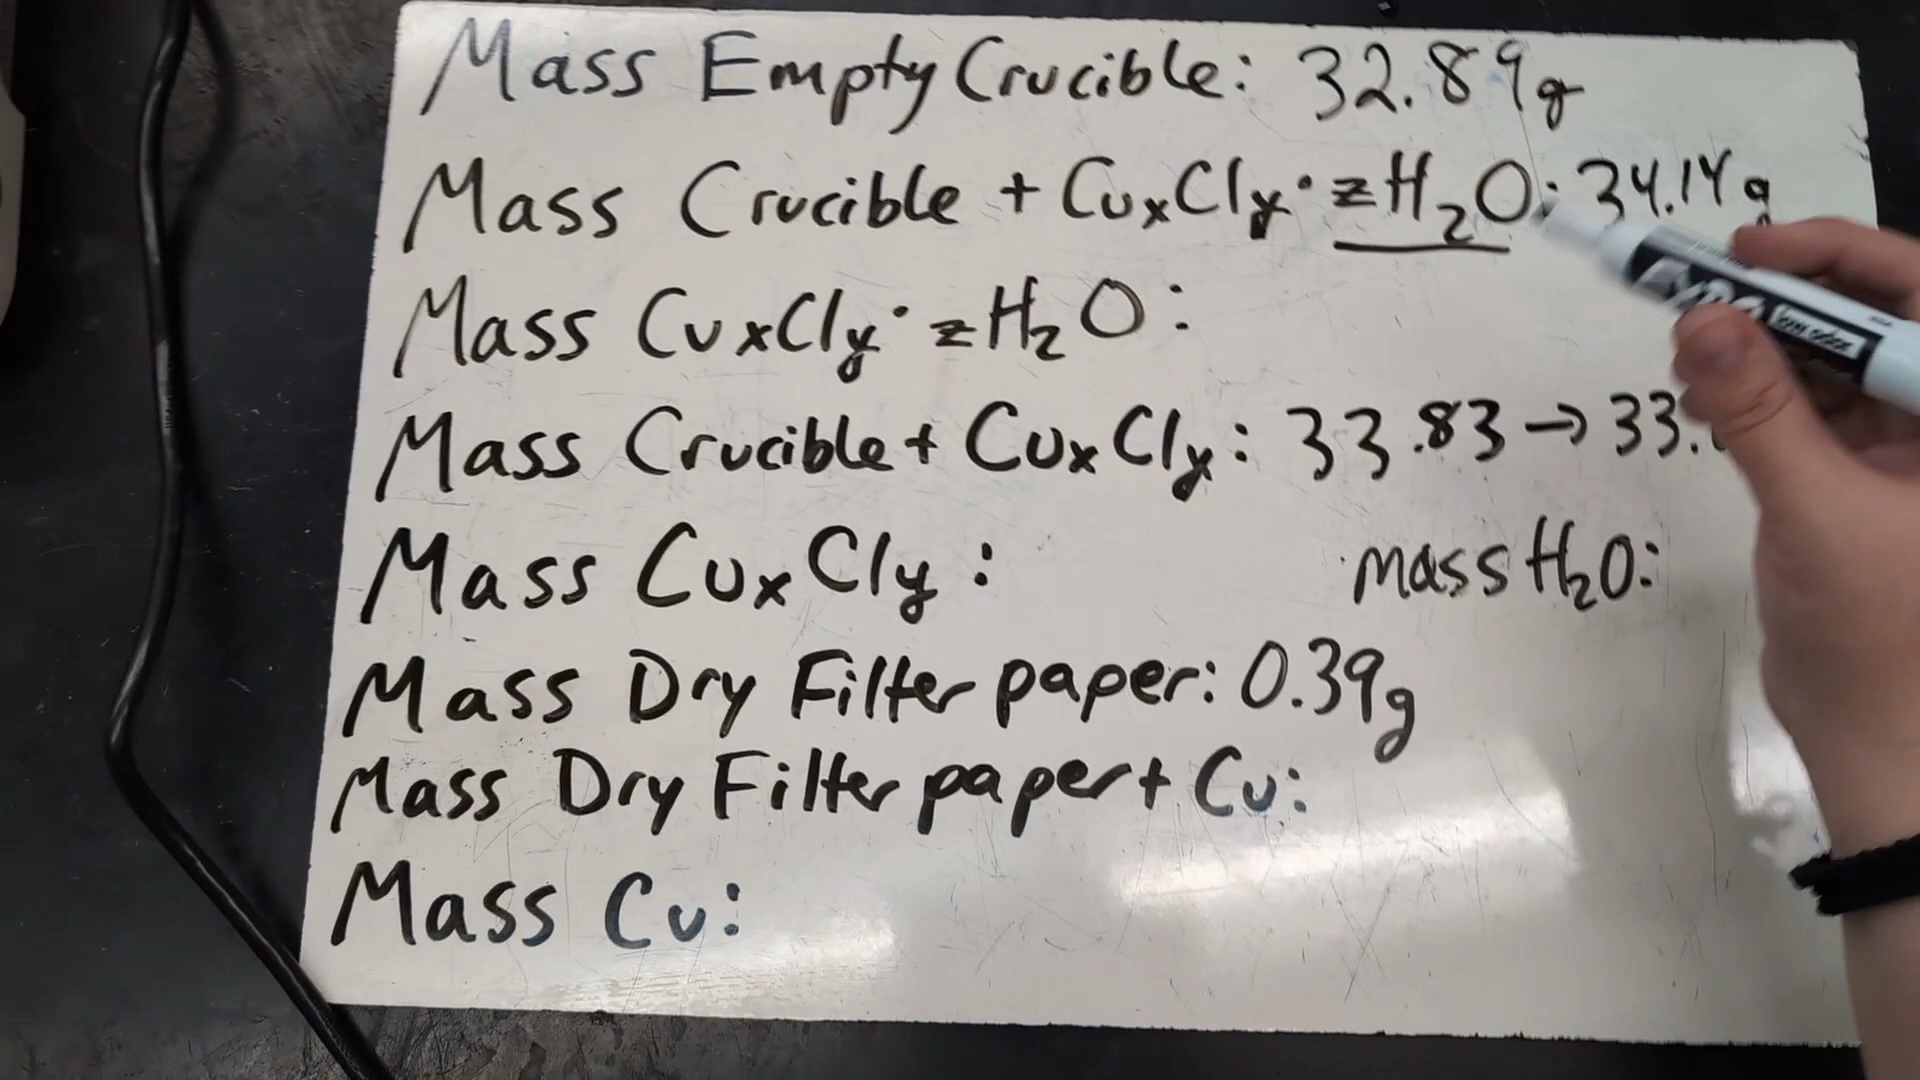 Mass Empty Crucible: 32.89g
Mass Crucible + CuxCly · zH2O: 34.14g
Mass CuxCly · zH2O:
Mass Crucible + CuxCly: 33.83 → 33.
Mass CuxCly :
mass H2O:
Mass Dry Filter paper: 0.39g
Mass Dry Filter paper + Cu:
Mass Cu: